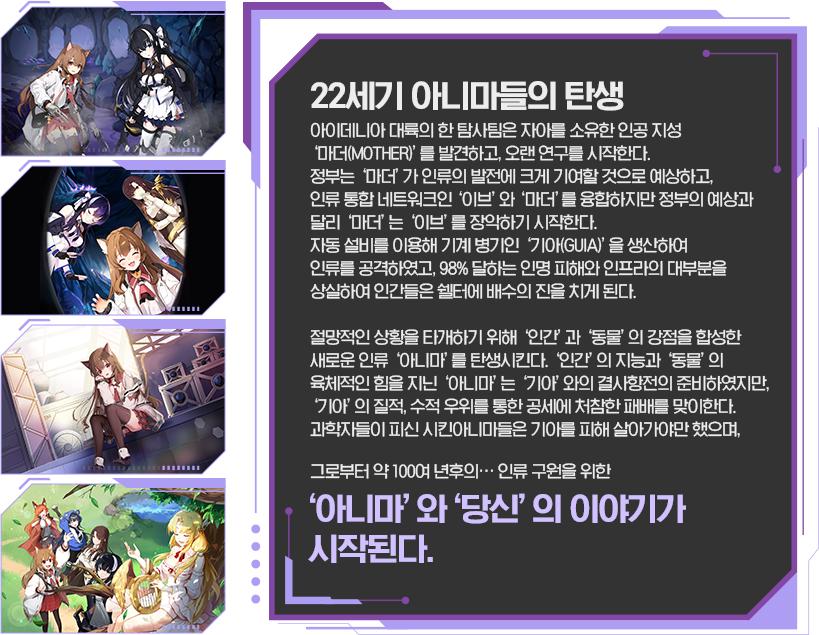 22세기 아니마들의 탄생
아이데니아 대륙의 한 탐사팀은 자아를 소유한 인공 지성
‘마더(MOTHER)’를 발견하고, 오랜 연구를 시작한다.
정부는 ‘마더’가 인류의 발전에 크게 기여할 것으로 예상하고,
인류 통합 네트워크인 ‘이브’와 ‘마더’를 융합하지만 정부의 예상과
달리 ‘마더’는 ‘이브’를 장악하기 시작한다.
자동 설비를 이용해 기계 병기인 ‘기아(GUIA)’을 생산하여
인류를 공격하였고, 98% 달하는 인명 피해와 인프라의 대부분을
상실하여 인간들은 쉘터에 배수의 진을 치게 된다.
절망적인 상황을 타개하기 위해 ‘인간’과 ‘동물’의 강점을 합성한
새로운 인류 ‘아니마’를 탄생시킨다. ‘인간’의 지능과 ‘동물’의
육체적인 힘을 지닌 ‘아니마’는 ‘기아’와의 결사항전의 준비하였지만,
‘기아’의 질적, 수적 우위를 통한 공세에 처참한 패배를 맞이한다.
과학자들이 피신 시킨아니마들은 기아를 피해 살아가야만 했으며,
그로부터 약 100여 년후의… 인류 구원을 위한
‘아니마’와 ‘당신’의 이야기가
시작된다.